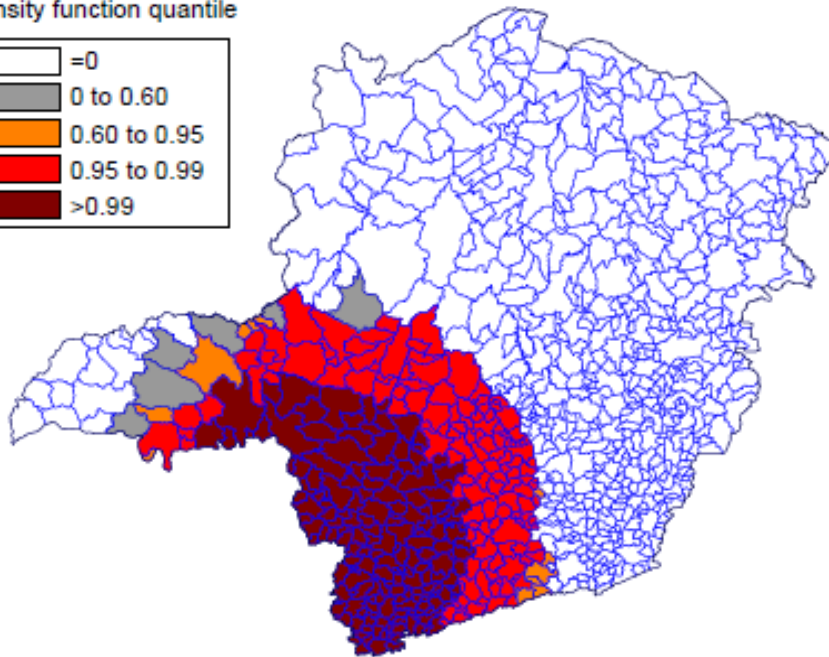 nsity function quantile
=0
0 to 0.60
0.60 to 0.95
0.95 to 0.99
>0.99